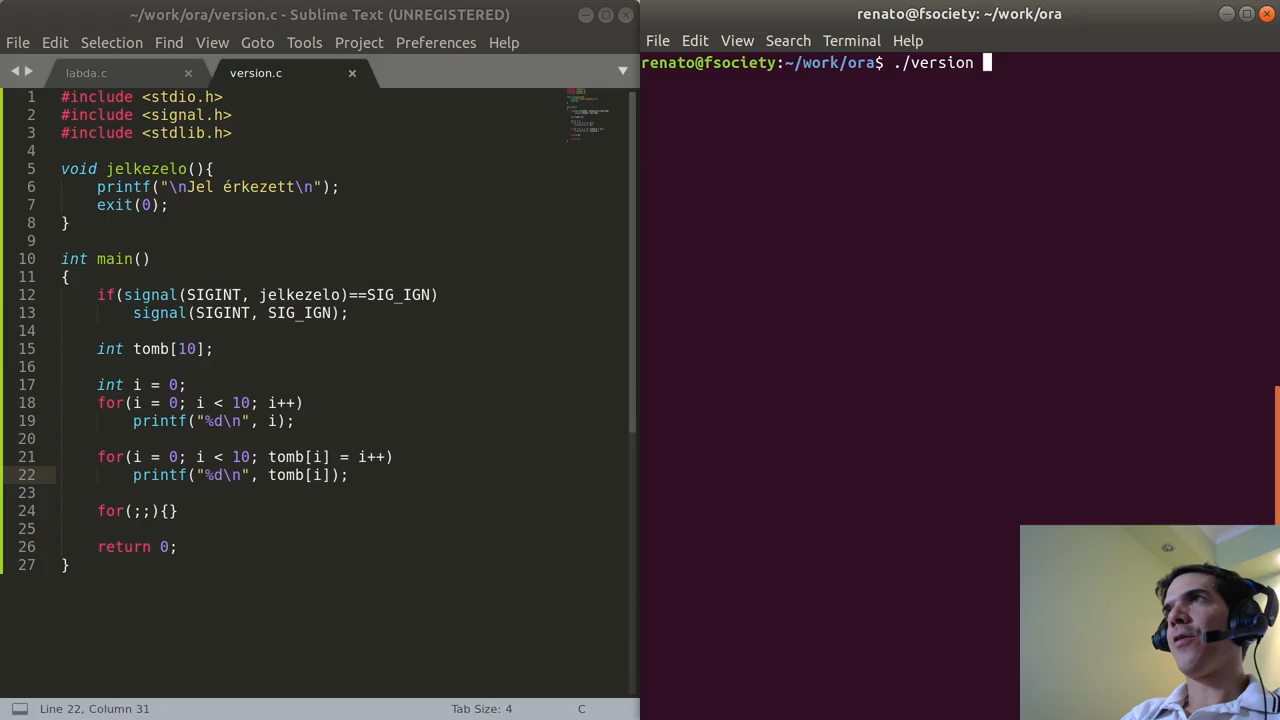 ~/work/ora/version.c - Sublime Text (UNREGISTERED)
File Edit Selection Find View Goto Tools Project Preferences Help
labda.c version.c
1 #include <stdio.h>
2 #include <signal.h>
3 #include <stdlib.h>
4
5 void jelkezelo(){
6 printf("\nJel érkezett\n");
7 exit(0);
8 }
9
10 int main()
11 {
12 if(signal(SIGINT, jelkezelo)==SIG_IGN)
13 signal(SIGINT, SIG_IGN);
14
15 int tomb[10];
16
17 int i = 0;
18 for(i = 0; i < 10; i++)
19 printf("%d\n", i);
20
21 for(i = 0; i < 10; tomb[i] = i++)
22 printf("%d\n", tomb[i]);
23
24 for(;;){}
25
26 return 0;
27 }
Line 22, Column 31 Tab Size: 4 C
renato@fsociety: ~/work/ora
File Edit View Search Terminal Help
renato@fsociety:~/work/ora$ ./version